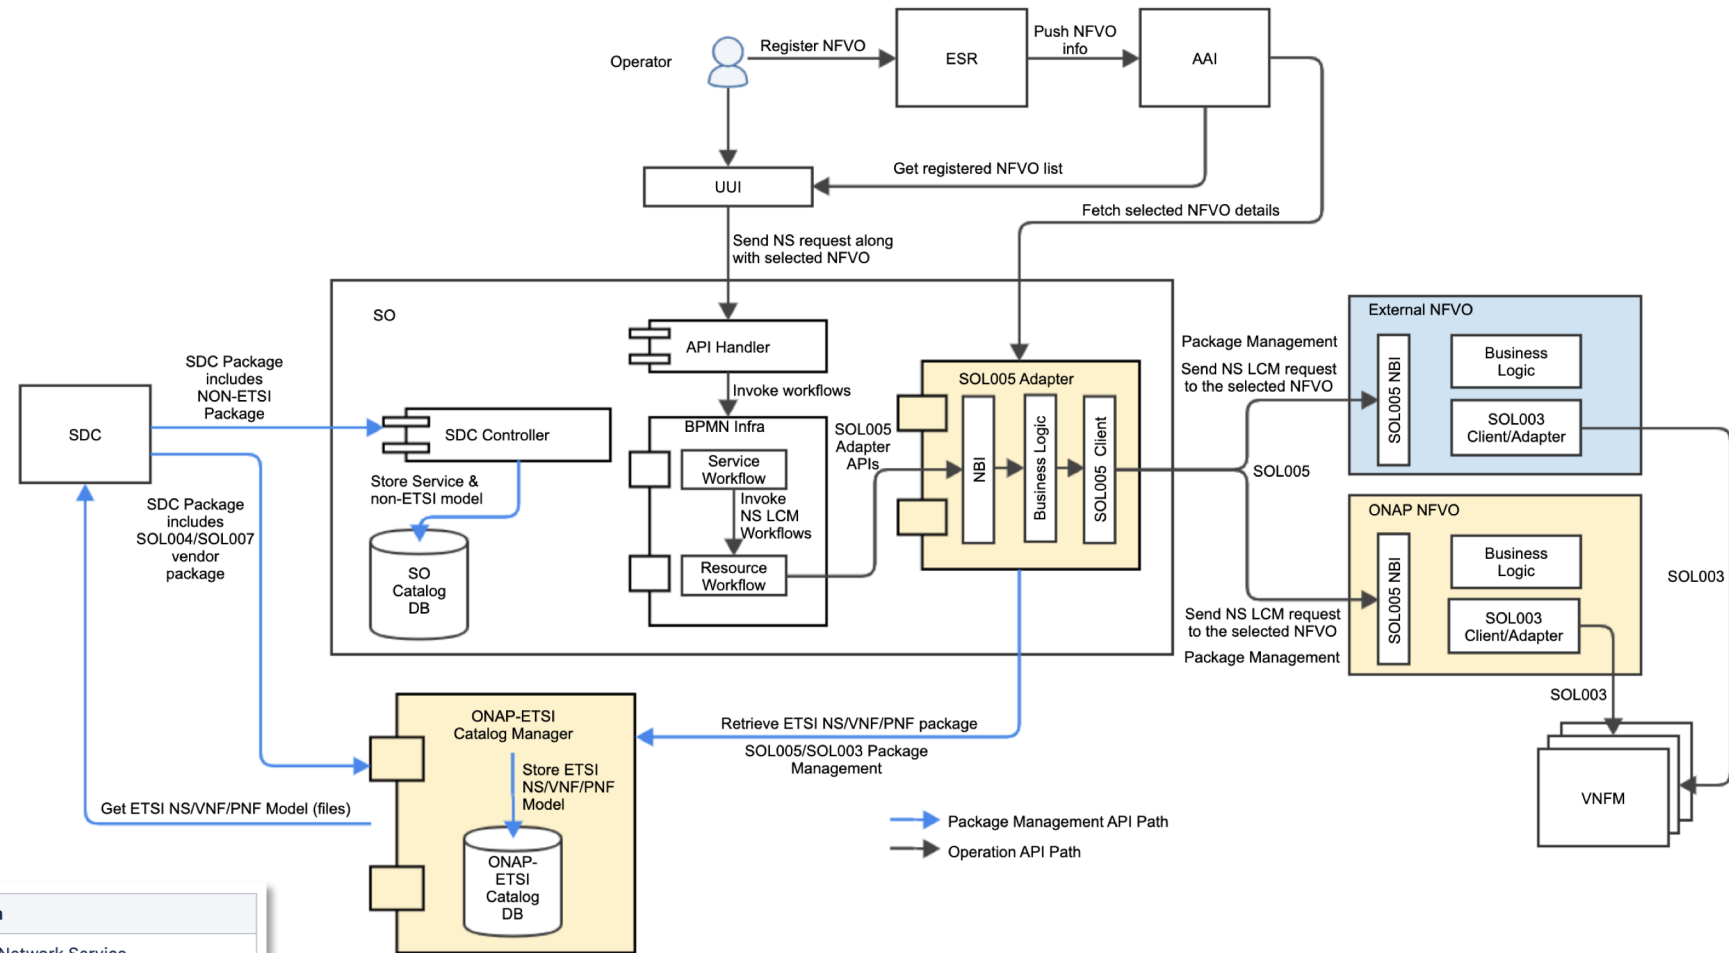 Operator
Register NFVO
ESR
Push NFVO
info
AAI
Get registered NFVO list
UUI
Fetch selected NFVO details
Send NS request along
with selected NFVO
SO
API Handler
Invoke workflows
SDC Package
includes
NON-ETSI
Package
SDC
SDC Controller
Store Service &
non-ETSI model
SO
Catalog
DB
SDC Package
includes
SOL004/SOL007
vendor
package
BPMN Infra
Service
Workflow
Invoke
NS LCM
Workflows
Resource
Workflow
SOL005
Adapter
APIs
SOL005 Adapter
NBI
Business Logic
SOL005 Client
Package Management
Send NS LCM request
to the selected NFVO
SOL005
Send NS LCM request
to the selected NFVO
Package Management
External NFVO
SOL005 NBI
Business
Logic
SOL003
Client/Adapter
ONAP NFVO
SOL005 NBI
Business
Logic
SOL003
Client/Adapter
SOL003
SOL003
VNFM
ONAP-ETSI
Catalog Manager
Store ETSI
NS/VNF/PNF
Model
ONAP-
ETSI
Catalog
DB
Retrieve ETSI NS/VNF/PNF package
SOL005/SOL003 Package
Management
Get ETSI NS/VNF/PNF Model (files)
Package Management API Path
Operation API Path
Network Service